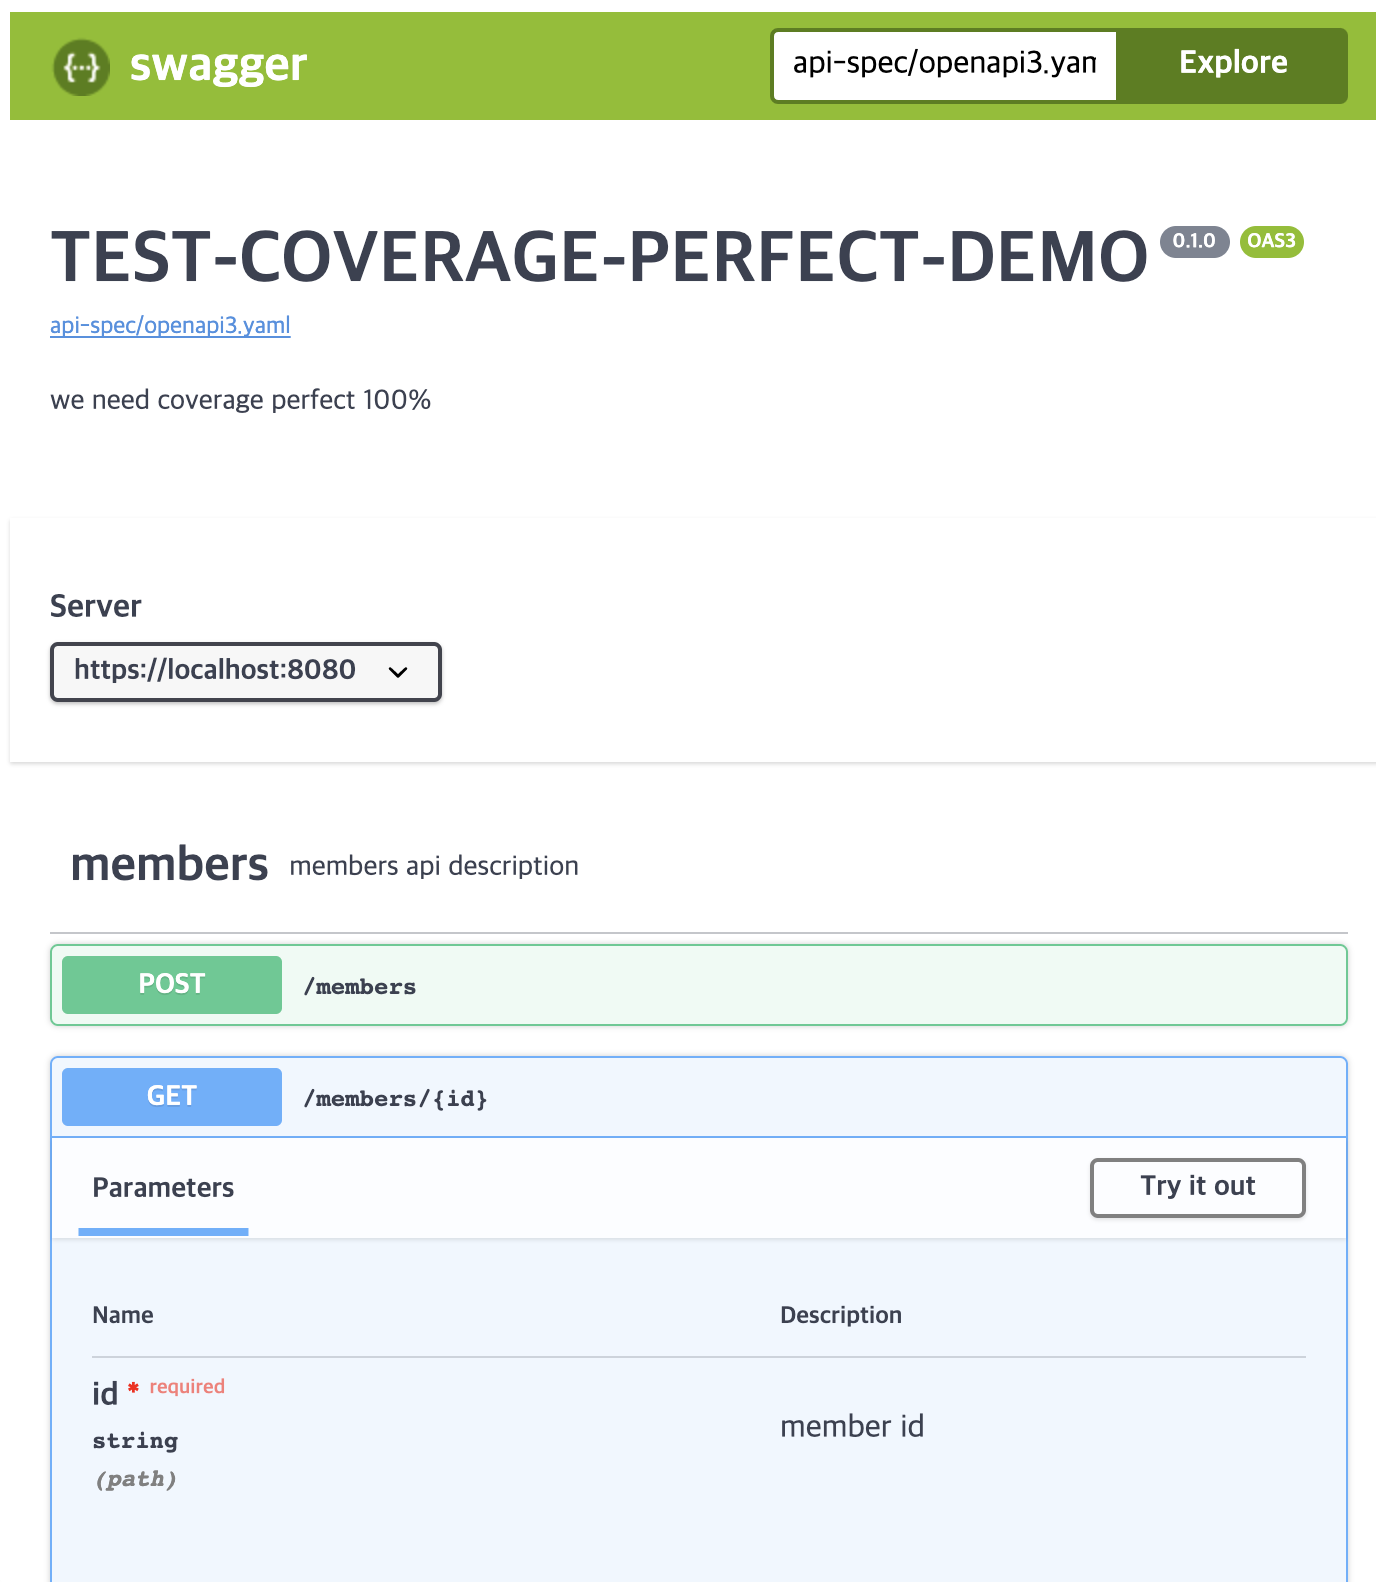 {...} swagger
api-spec/openapi3.yam Explore
TEST-COVERAGE-PERFECT-DEMO 0.1.0 OAS3
api-spec/openapi3.yaml
we need coverage perfect 100%
Server
https://localhost:8080
members members api description
POST /members
GET /members/{id}
Parameters Try it out
Name Description
id * required
string
(path)
member id